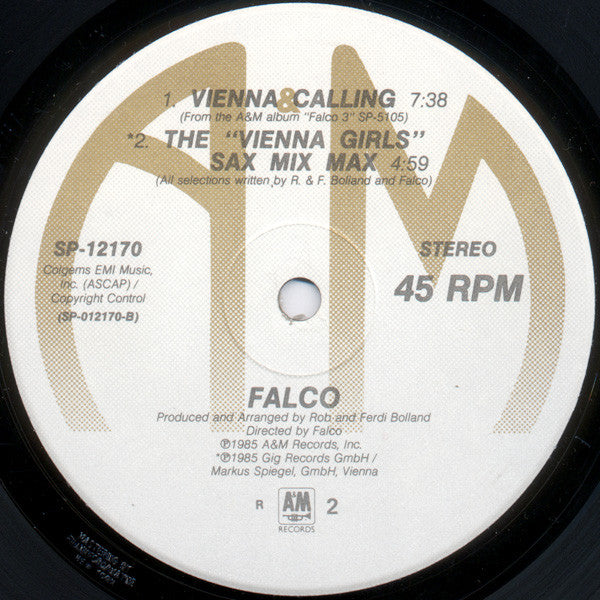 1. VIENNA CALLING 7:38
(From the A&M album "Falco 3" SP-5105)
*2. THE "VIENNA GIRLS"
SAX MIX MAX 4:59
(All selections written by R. & F. Bolland and Falco)
SP-12170
Colgems EMI Music,
Inc. (ASCAP) /
Copyright Control
(SP-012170-B)
STEREO
45 RPM
FALCO
Produced and Arranged by Rob and Ferdi Bolland
Directed by Falco
℗1985 A&M Records, Inc.
*℗1985 Gig Records GmbH /
Markus Spiegel, GmbH, Vienna
R A&M 2
RECORDS
A&M